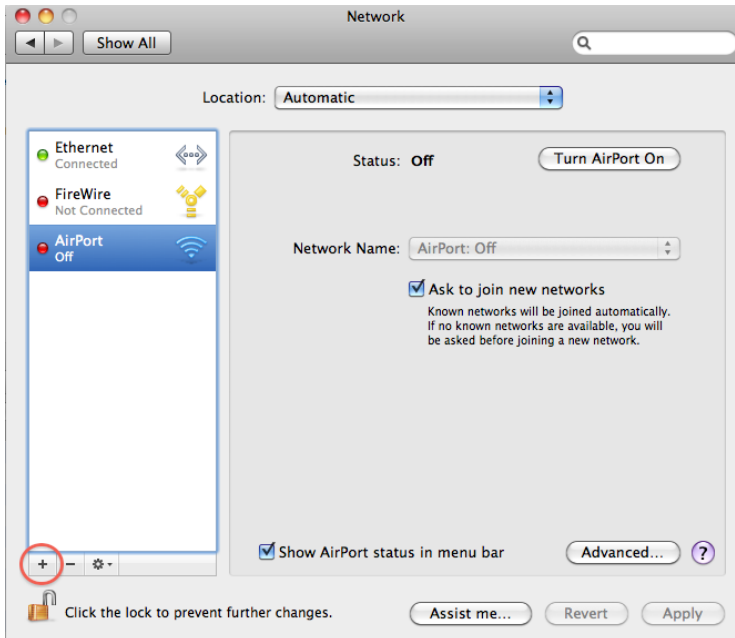 Network
Show All
Location: Automatic
Ethernet
Connected
FireWire
Not Connected
AirPort
Off
Status: Off
Turn AirPort On
Network Name: AirPort: Off
Ask to join new networks
Known networks will be joined automatically.
If no known networks are available, you will
be asked before joining a new network.
Show AirPort status in menu bar
Advanced...
?
+ −
Click the lock to prevent further changes.
Assist me...
Revert
Apply